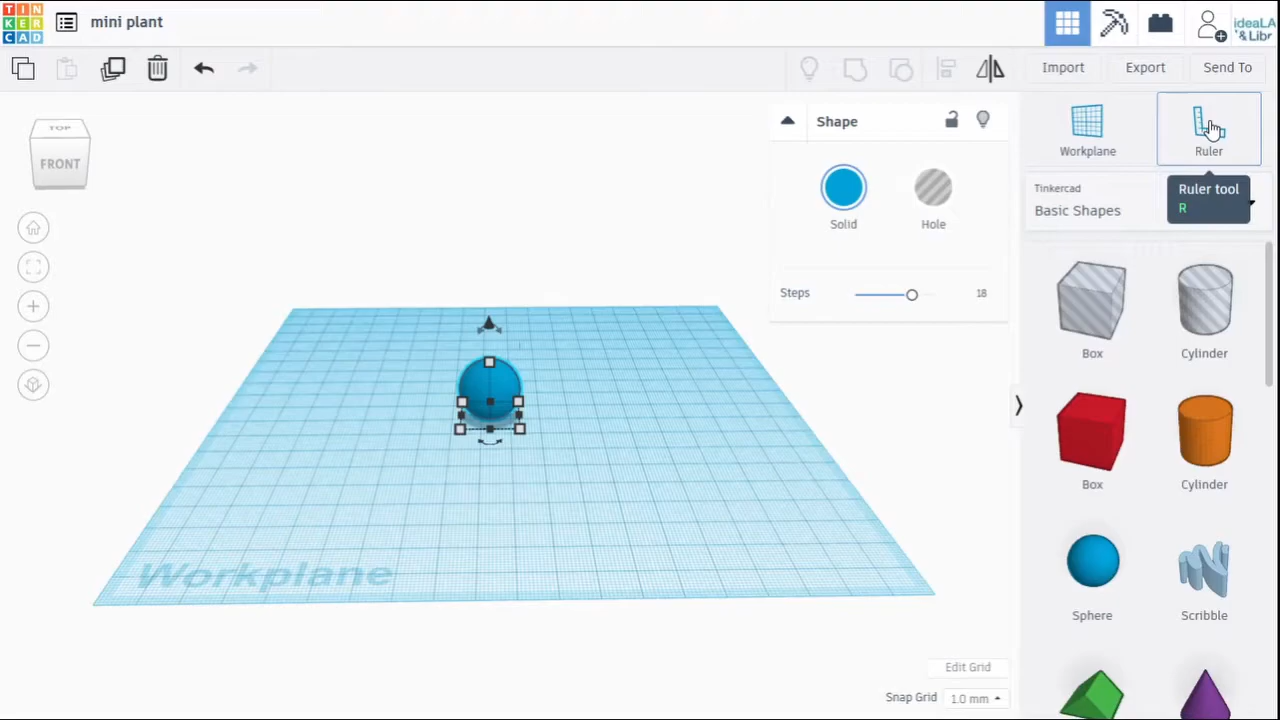 TIN
KER
CAD
mini plant
ideaLA
& Libr
Import
Export
Send To
TOP
FRONT
Shape
Solid
Hole
Steps
18
Workplane
Ruler
Ruler tool
R
Tinkercad
Basic Shapes
Box
Cylinder
Box
Cylinder
Sphere
Scribble
Workplane
Edit Grid
Snap Grid
1.0 mm